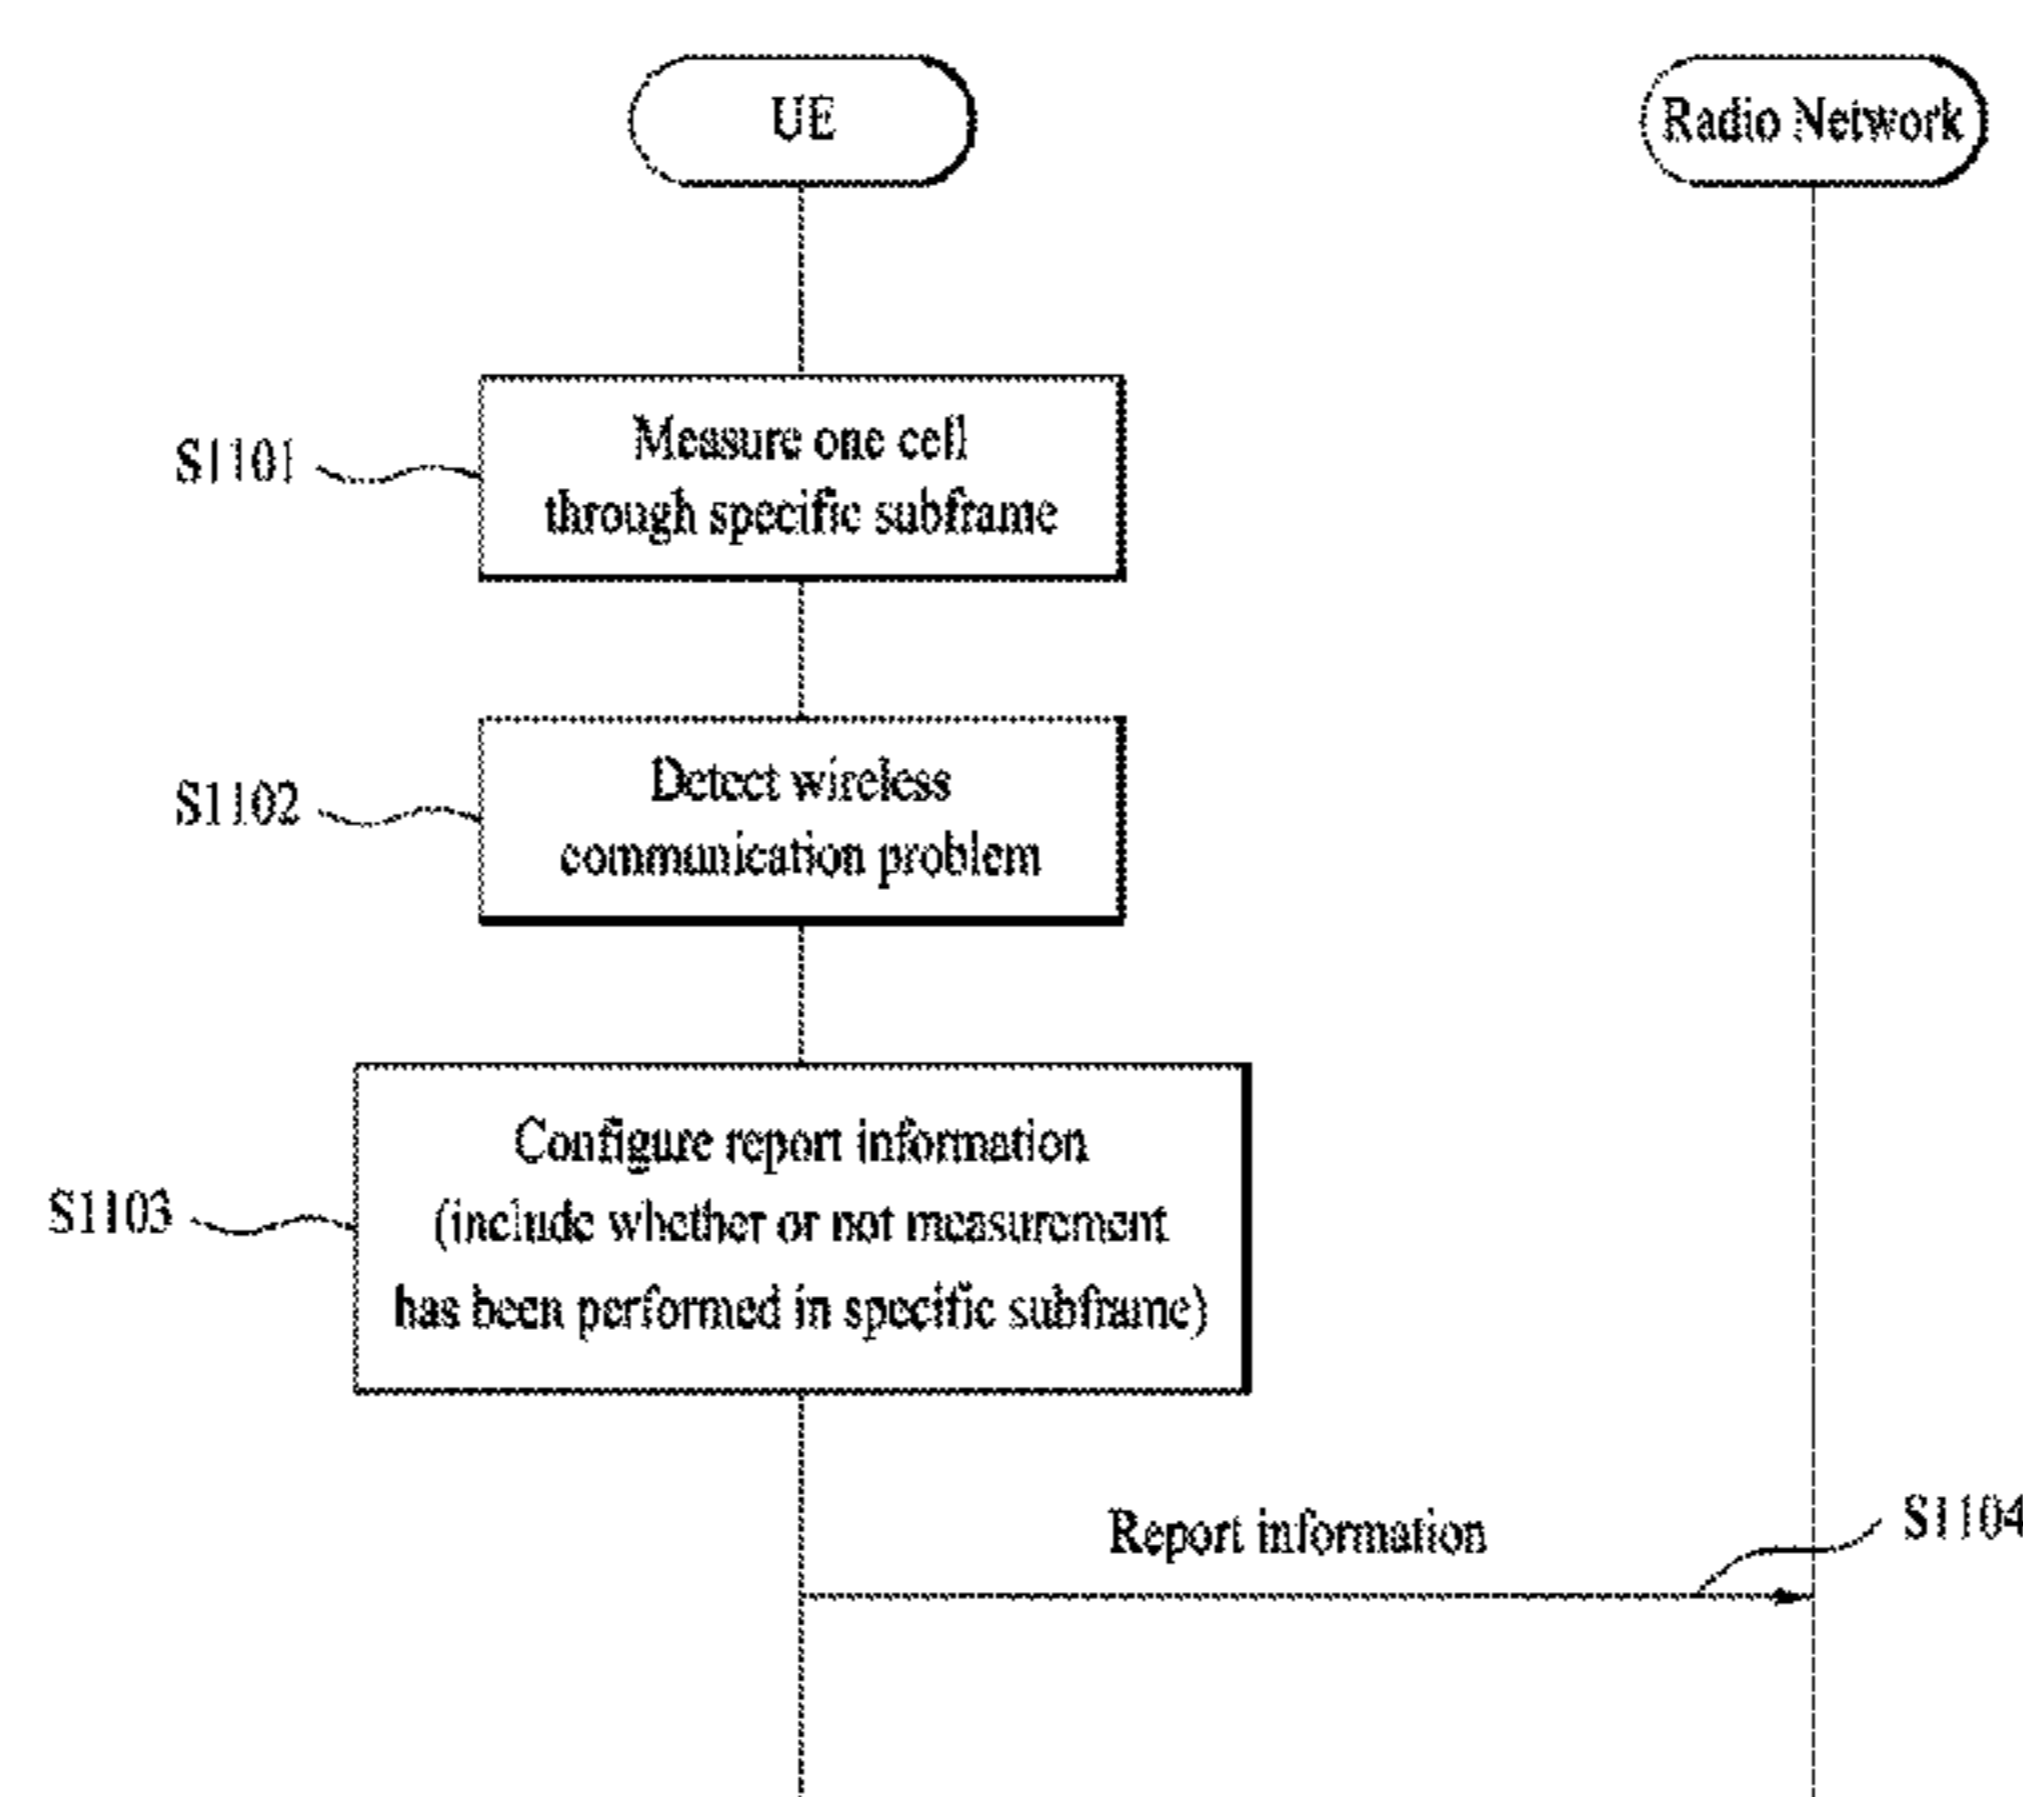 UE
Radio Network
S1101
Measure one cell
through specific subframe
S1102
Detect wireless
communication problem
S1103
Configure report information
(include whether or not measurement
has been performed in specific subframe)
Report information
S1104